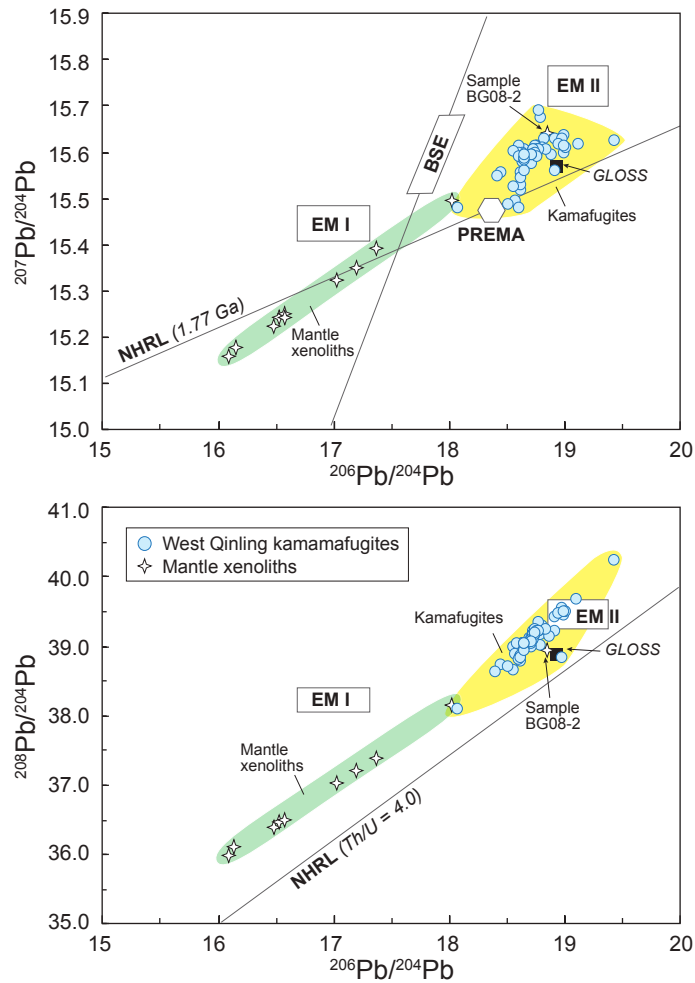 15.9
15.8
15.7
15.6
15.5
15.4
15.3
15.2
15.1
15.0
207Pb/204Pb
Sample
BG08-2
EM II
BSE
GLOSS
Kamafugites
EM I
PREMA
NHRL (1.77 Ga)
Mantle
xenoliths
15 16 17 18 19 20
206Pb/204Pb
41.0
40.0
39.0
38.0
37.0
36.0
35.0
208Pb/204Pb
West Qinling kamamafugites
Mantle xenoliths
Kamafugites
EM II
GLOSS
EM I
Sample
BG08-2
Mantle
xenoliths
NHRL (Th/U = 4.0)
15 16 17 18 19 20
206Pb/204Pb